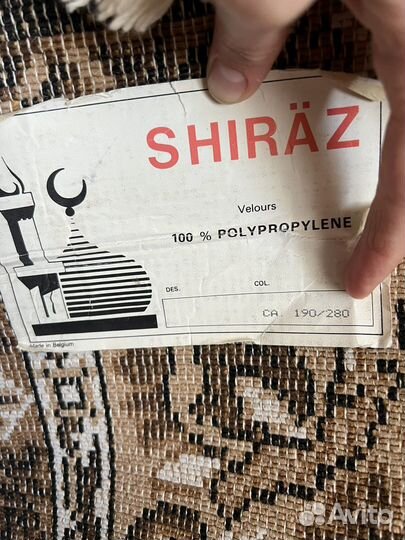 SHIRÄZ
Velours
100 % POLYPROPYLENE
DES. COL.
CA. 190/280
Made in Belgium
Avito